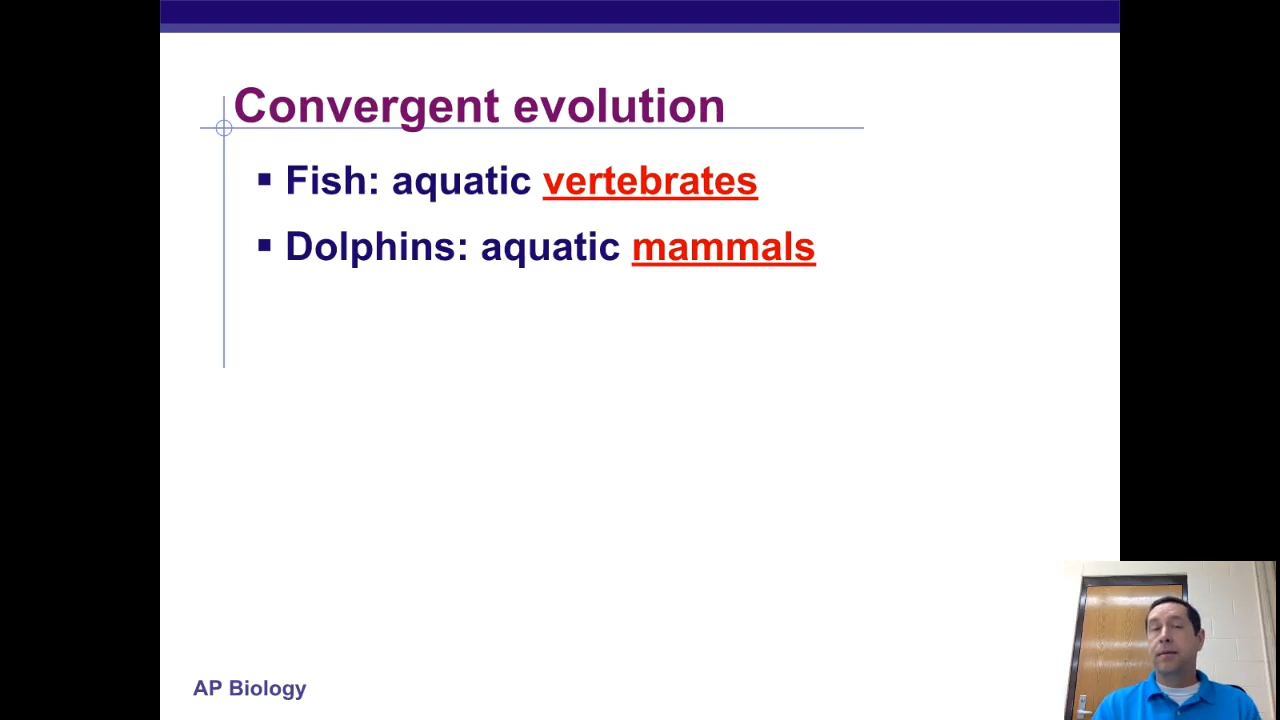 Convergent evolution
▪ Fish: aquatic vertebrates
▪ Dolphins: aquatic mammals
AP Biology